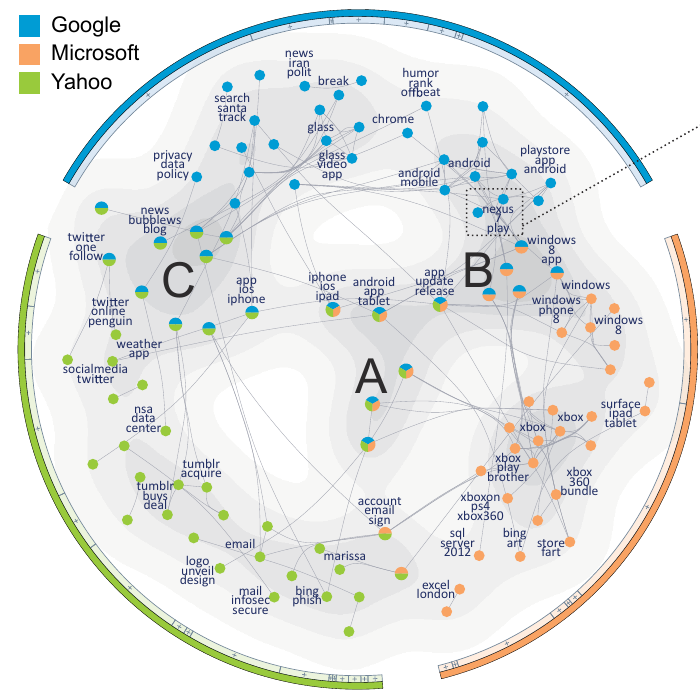 Google
Microsoft
Yahoo
news
iran
polit
break
humor
rank
offbeat
search
santa
track
glass
chrome
glass
video
app
privacy
data
policy
android
mobile
android
playstore
app
android
nexus
7
play
news
bubblews
blog
twitter
one
follow
C
B
windows
8
app
app
ios
iphone
iphone
ios
ipad
android
app
tablet
app
update
release
windows
windows
phone
8
windows
8
twitter
online
penguin
weather
app
socialmedia
twitter
A
nsa
data
center
surface
ipad
tablet
xbox
xbox
xbox
play
brother
xbox
360
bundle
tumblr
acquire
tumblr
buys
deal
account
email
sign
xboxon
ps4
xbox360
sql
server
2012
bing
art
store
fart
email
marissa
logo
unveil
design
mail
infosec
secure
bing
phish
excel
london